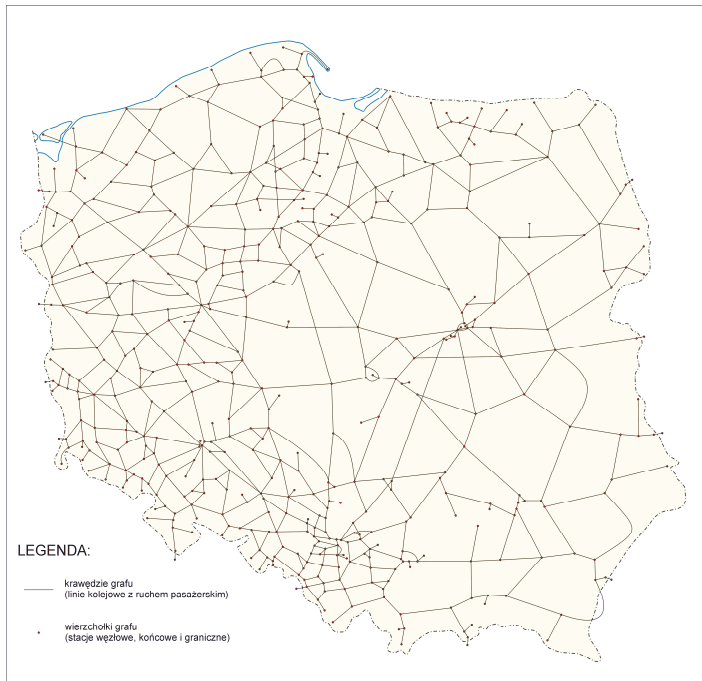 LEGENDA:
krawędzie grafu
(linie kolejowe z ruchem pasażerskim)
wierzchołki grafu
(stacje węzłowe, końcowe i graniczne)